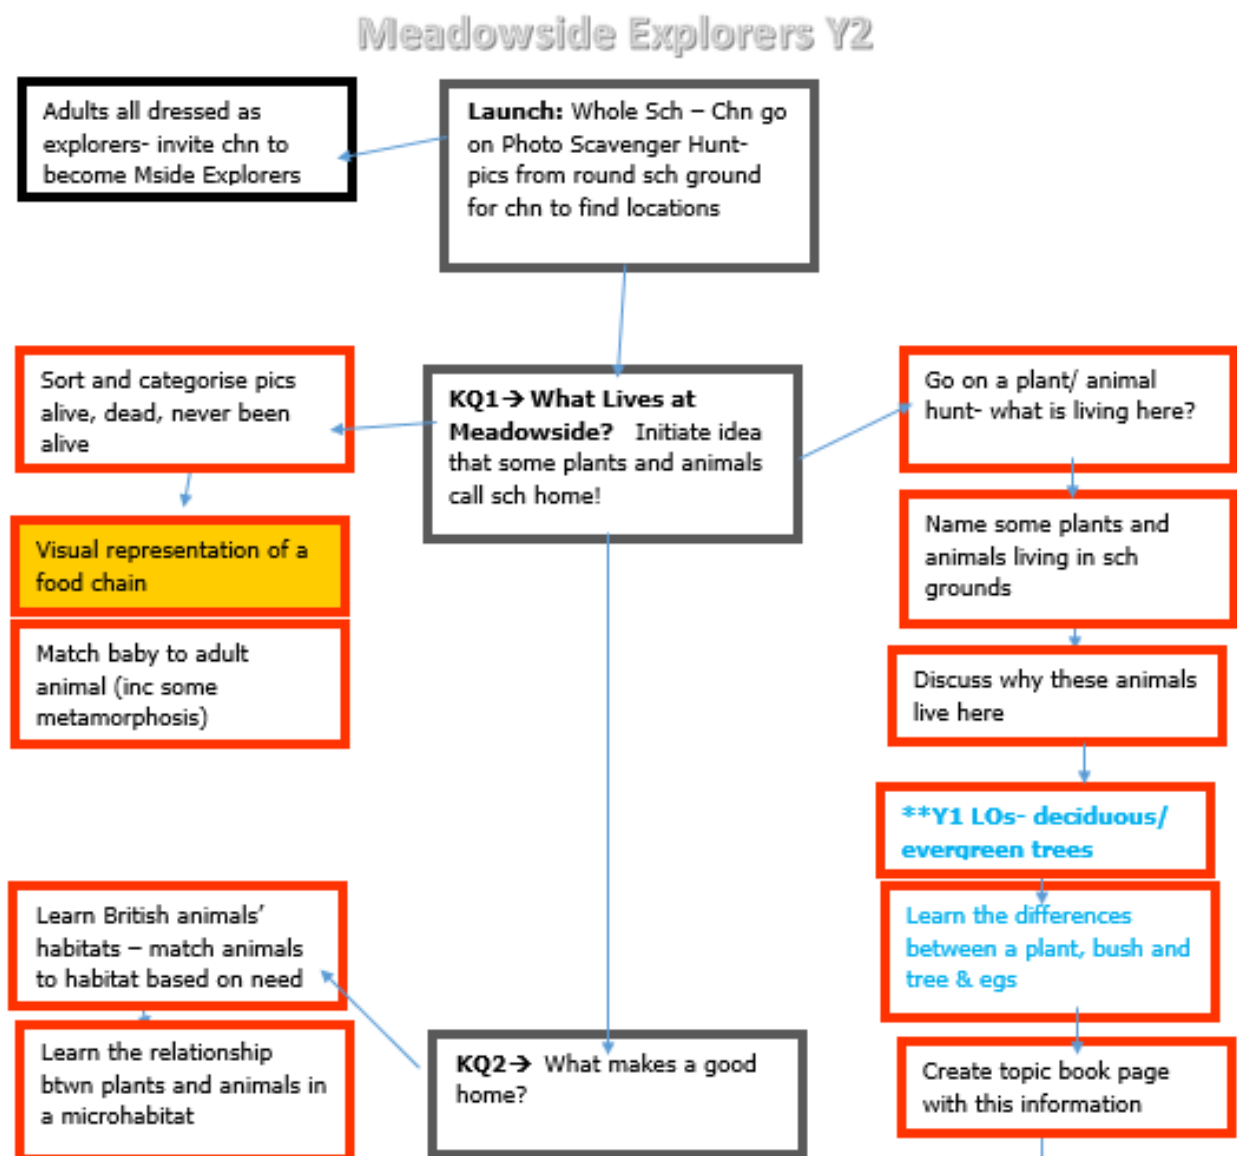 Meadowside Explorers Y2
Adults all dressed as
explorers- invite chn to
become Mside Explorers
Launch: Whole Sch – Chn go
on Photo Scavenger Hunt-
pics from round sch ground
for chn to find locations
Sort and categorise pics
alive, dead, never been
alive
KQ1→ What Lives at
Meadowside? Initiate idea
that some plants and animals
call sch home!
Go on a plant/ animal
hunt- what is living here?
Visual representation of a
food chain
Name some plants and
animals living in sch
grounds
Match baby to adult
animal (inc some
metamorphosis)
Discuss why these animals
live here
**Y1 LOs- deciduous/
evergreen trees
Learn British animals’
habitats – match animals
to habitat based on need
Learn the differences
between a plant, bush and
tree & egs
Learn the relationship
btwn plants and animals in
a microhabitat
KQ2→ What makes a good
home?
Create topic book page
with this information